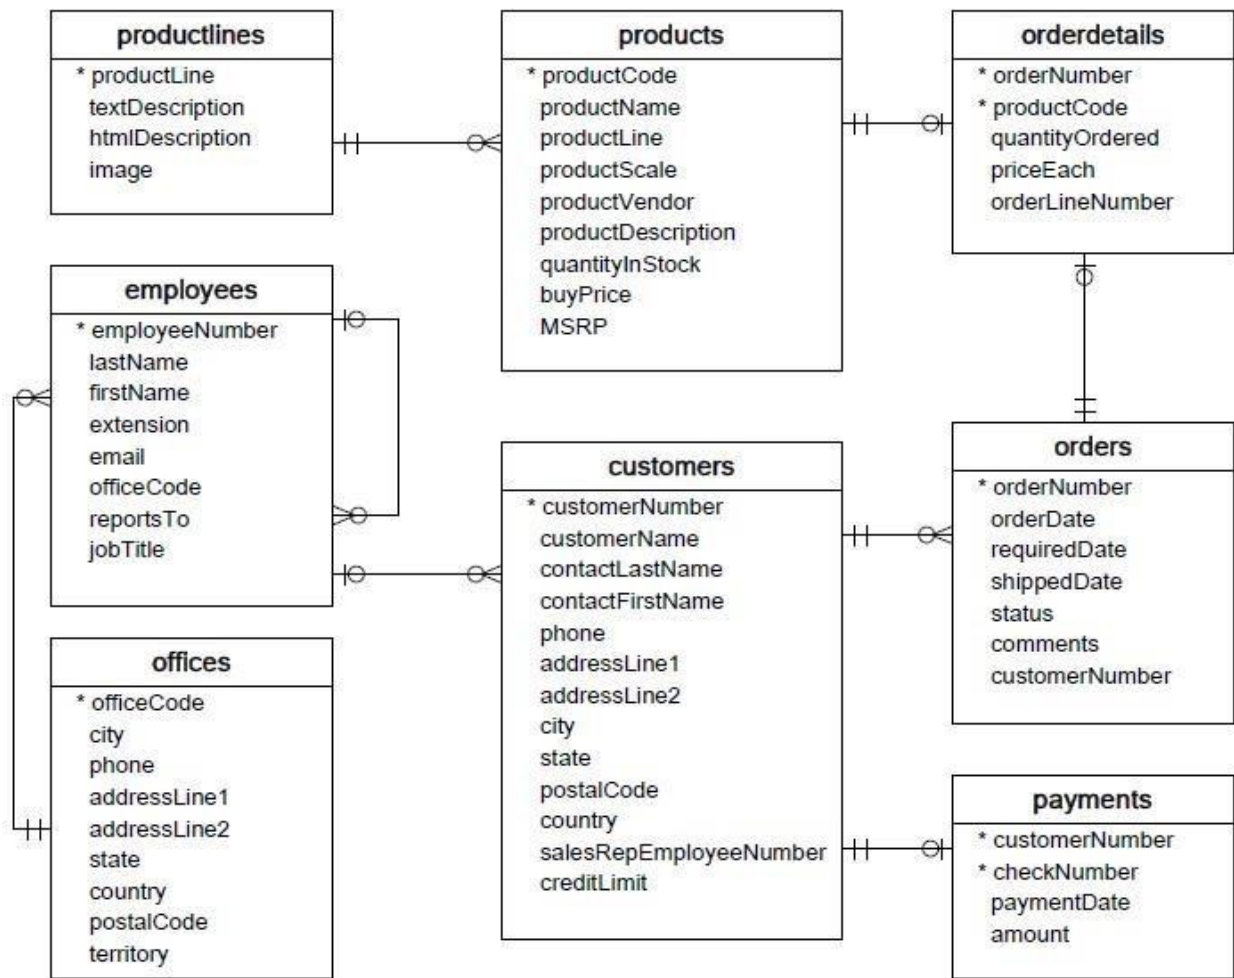 productlines
* productLine
textDescription
htmlDescription
image
products
* productCode
productName
productLine
productScale
productVendor
productDescription
quantityInStock
buyPrice
MSRP
orderdetails
* orderNumber
* productCode
quantityOrdered
priceEach
orderLineNumber
employees
* employeeNumber
lastName
firstName
extension
email
officeCode
reportsTo
jobTitle
customers
* customerNumber
customerName
contactLastName
contactFirstName
phone
addressLine1
addressLine2
city
state
postalCode
country
salesRepEmployeeNumber
creditLimit
orders
* orderNumber
orderDate
requiredDate
shippedDate
status
comments
customerNumber
offices
* officeCode
city
phone
addressLine1
addressLine2
state
country
postalCode
territory
payments
* customerNumber
* checkNumber
paymentDate
amount